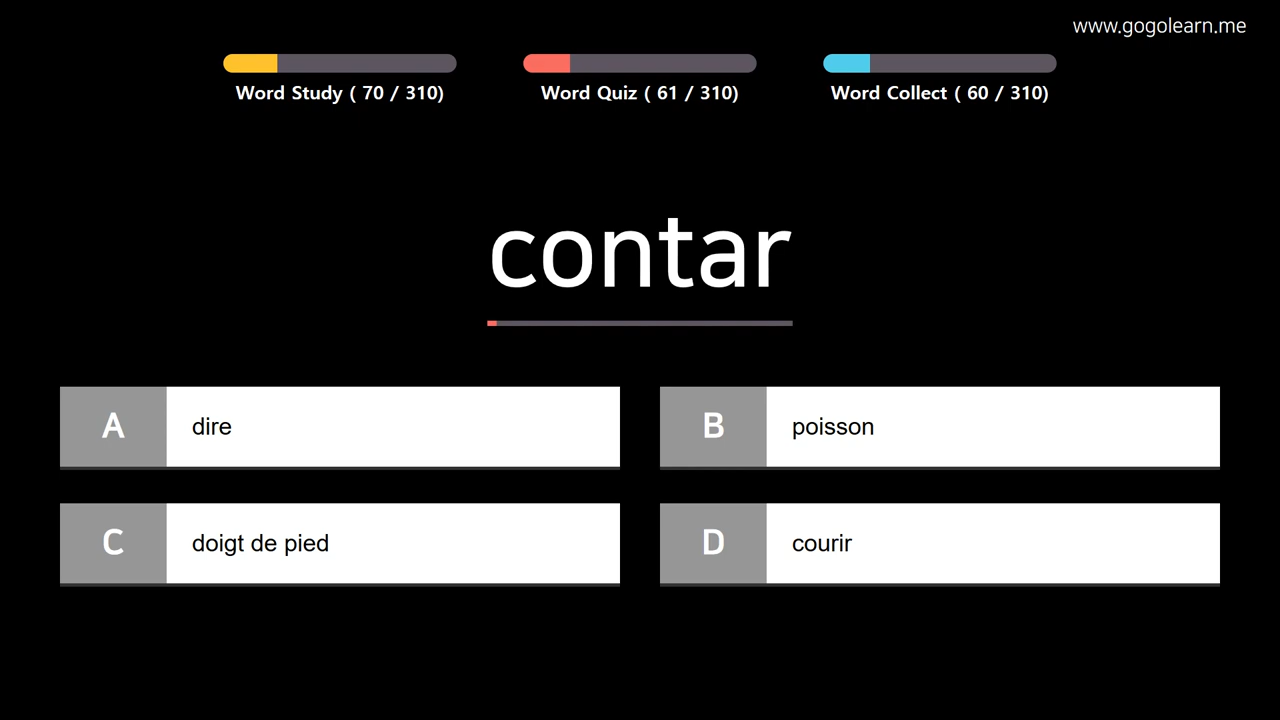 www.gogolearn.me
Word Study ( 70 / 310)
Word Quiz ( 61 / 310)
Word Collect ( 60 / 310)
contar
A dire
B poisson
C doigt de pied
D courir